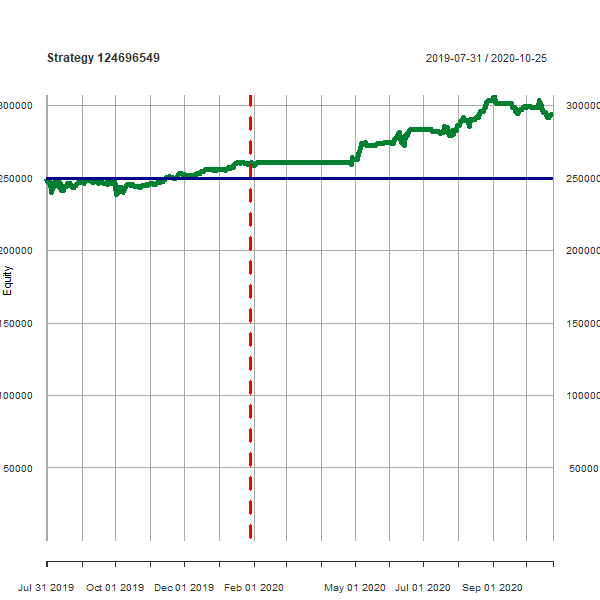 Strategy 124696549 2019-07-31 / 2020-10-25
300000 300000
250000 250000
200000 200000
150000 150000
100000 100000
50000 50000
Equity
Jul 31 2019 Oct 01 2019 Dec 01 2019 Feb 01 2020 May 01 2020 Jul 01 2020 Sep 01 2020